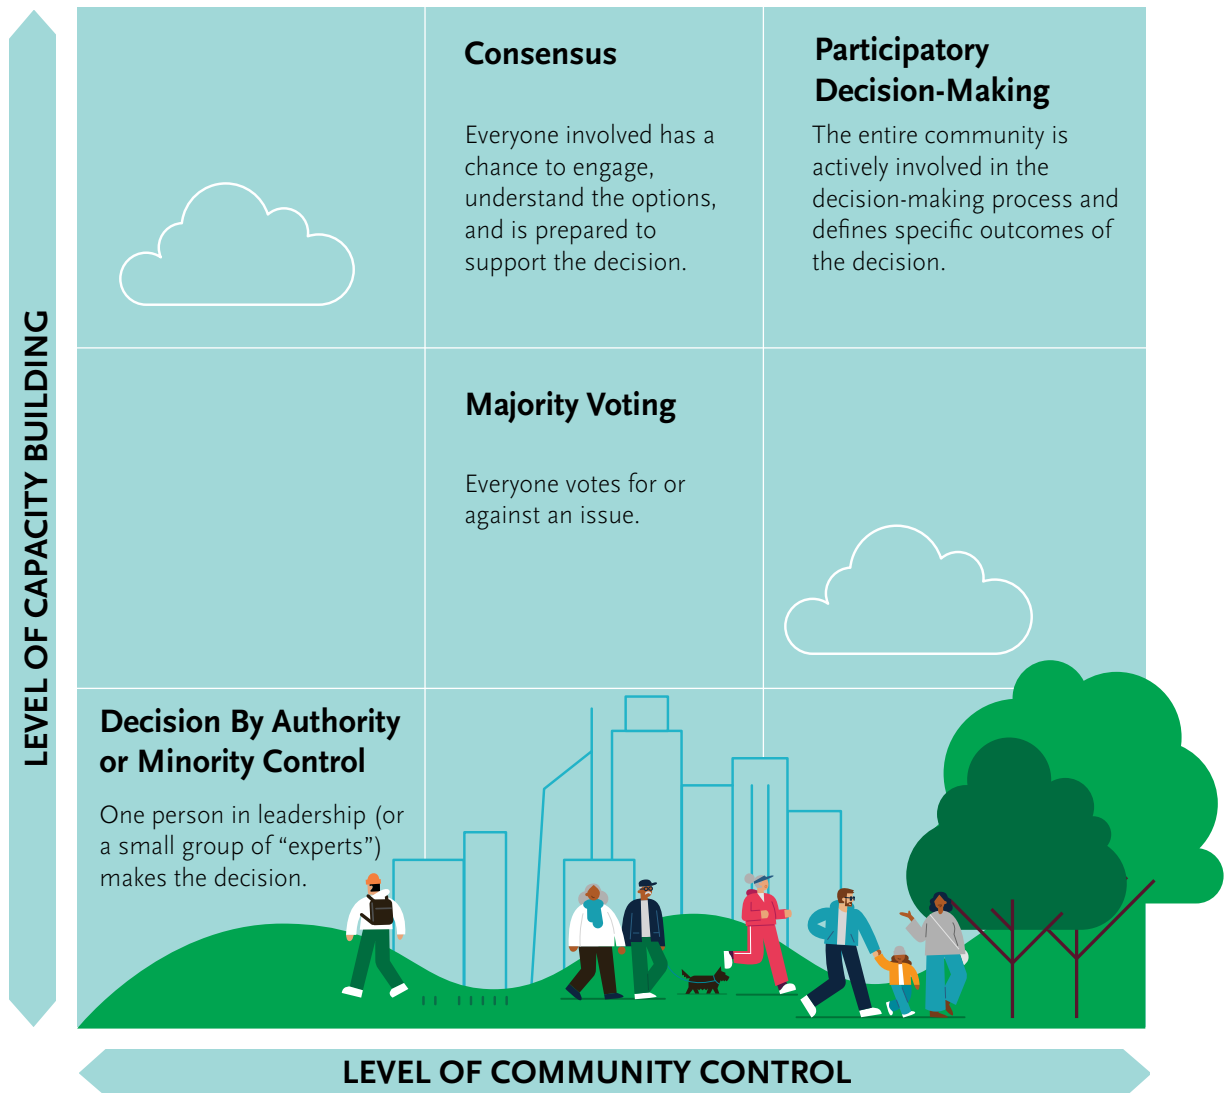 LEVEL OF CAPACITY BUILDING
Consensus
Everyone involved has a
chance to engage,
understand the options,
and is prepared to
support the decision.
Participatory
Decision-Making
The entire community is
actively involved in the
decision-making process and
defines specific outcomes of
the decision.
Majority Voting
Everyone votes for or
against an issue.
Decision By Authority
or Minority Control
One person in leadership (or
a small group of “experts”)
makes the decision.
LEVEL OF COMMUNITY CONTROL